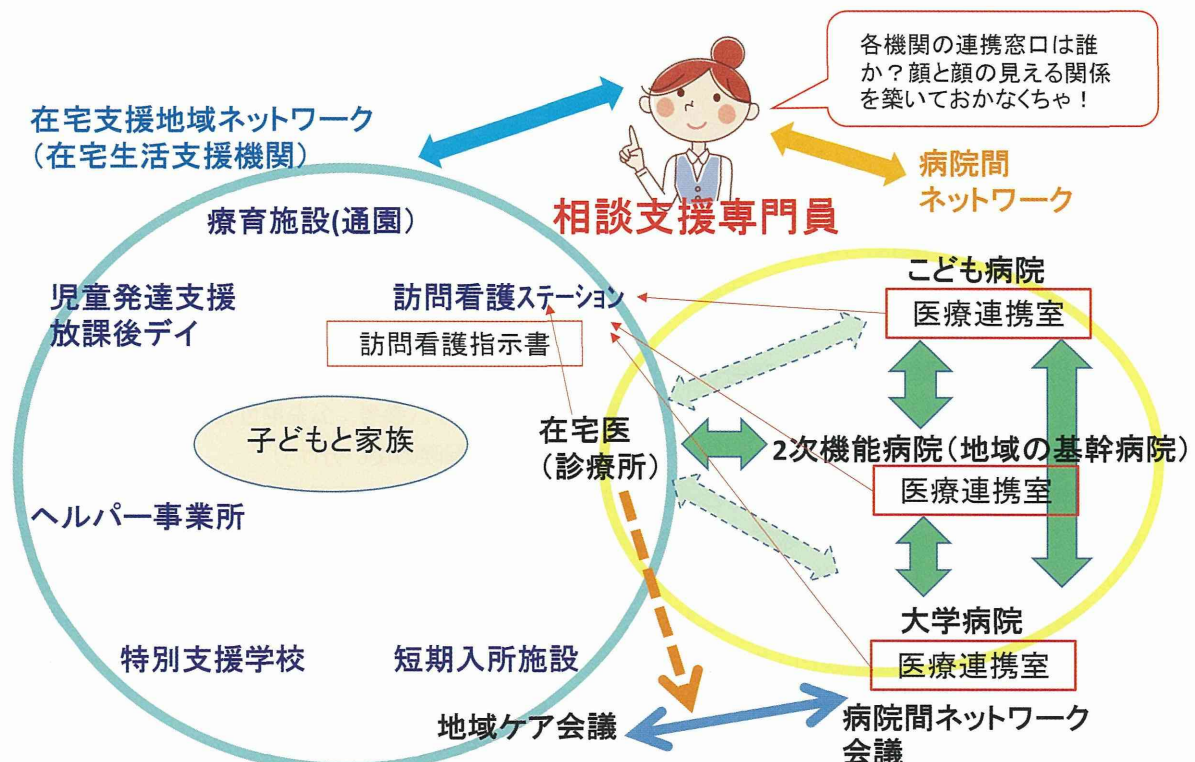 各機関の連携窓口は誰
か？顔と顔の見える関係
を築いておかなくちゃ！
在宅支援地域ネットワーク
（在宅生活支援機関）
病院間
ネットワーク
相談支援専門員
療育施設(通園）
こども病院
児童発達支援
放課後デイ
訪問看護ステーション
医療連携室
訪問看護指示書
子どもと家族
在宅医
（診療所）
2次機能病院（地域の基幹病院）
医療連携室
ヘルパー事業所
大学病院
特別支援学校
短期入所施設
医療連携室
地域ケア会議
病院間ネットワーク
会議